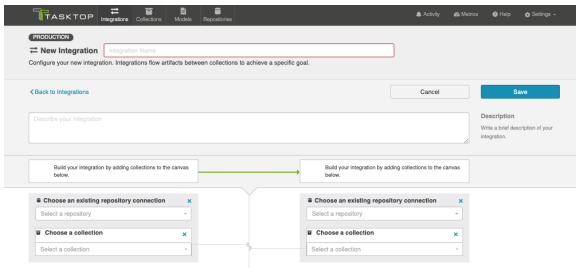 TASKTOP
Integrations Collections Models Repositories
Activity Metrics Help Settings
PRODUCTION
New Integration Integration Name
Configure your new integration. Integrations flow artifacts between collections to achieve a specific goal.
Back to Integrations
Cancel
Save
Describe your integration
Description
Write a brief description of your
integration.
Build your integration by adding collections to the canvas
below.
Build your integration by adding collections to the canvas
below.
Choose an existing repository connection
Select a repository
Choose a collection
Select a collection
Choose an existing repository connection
Select a repository
Choose a collection
Select a collection